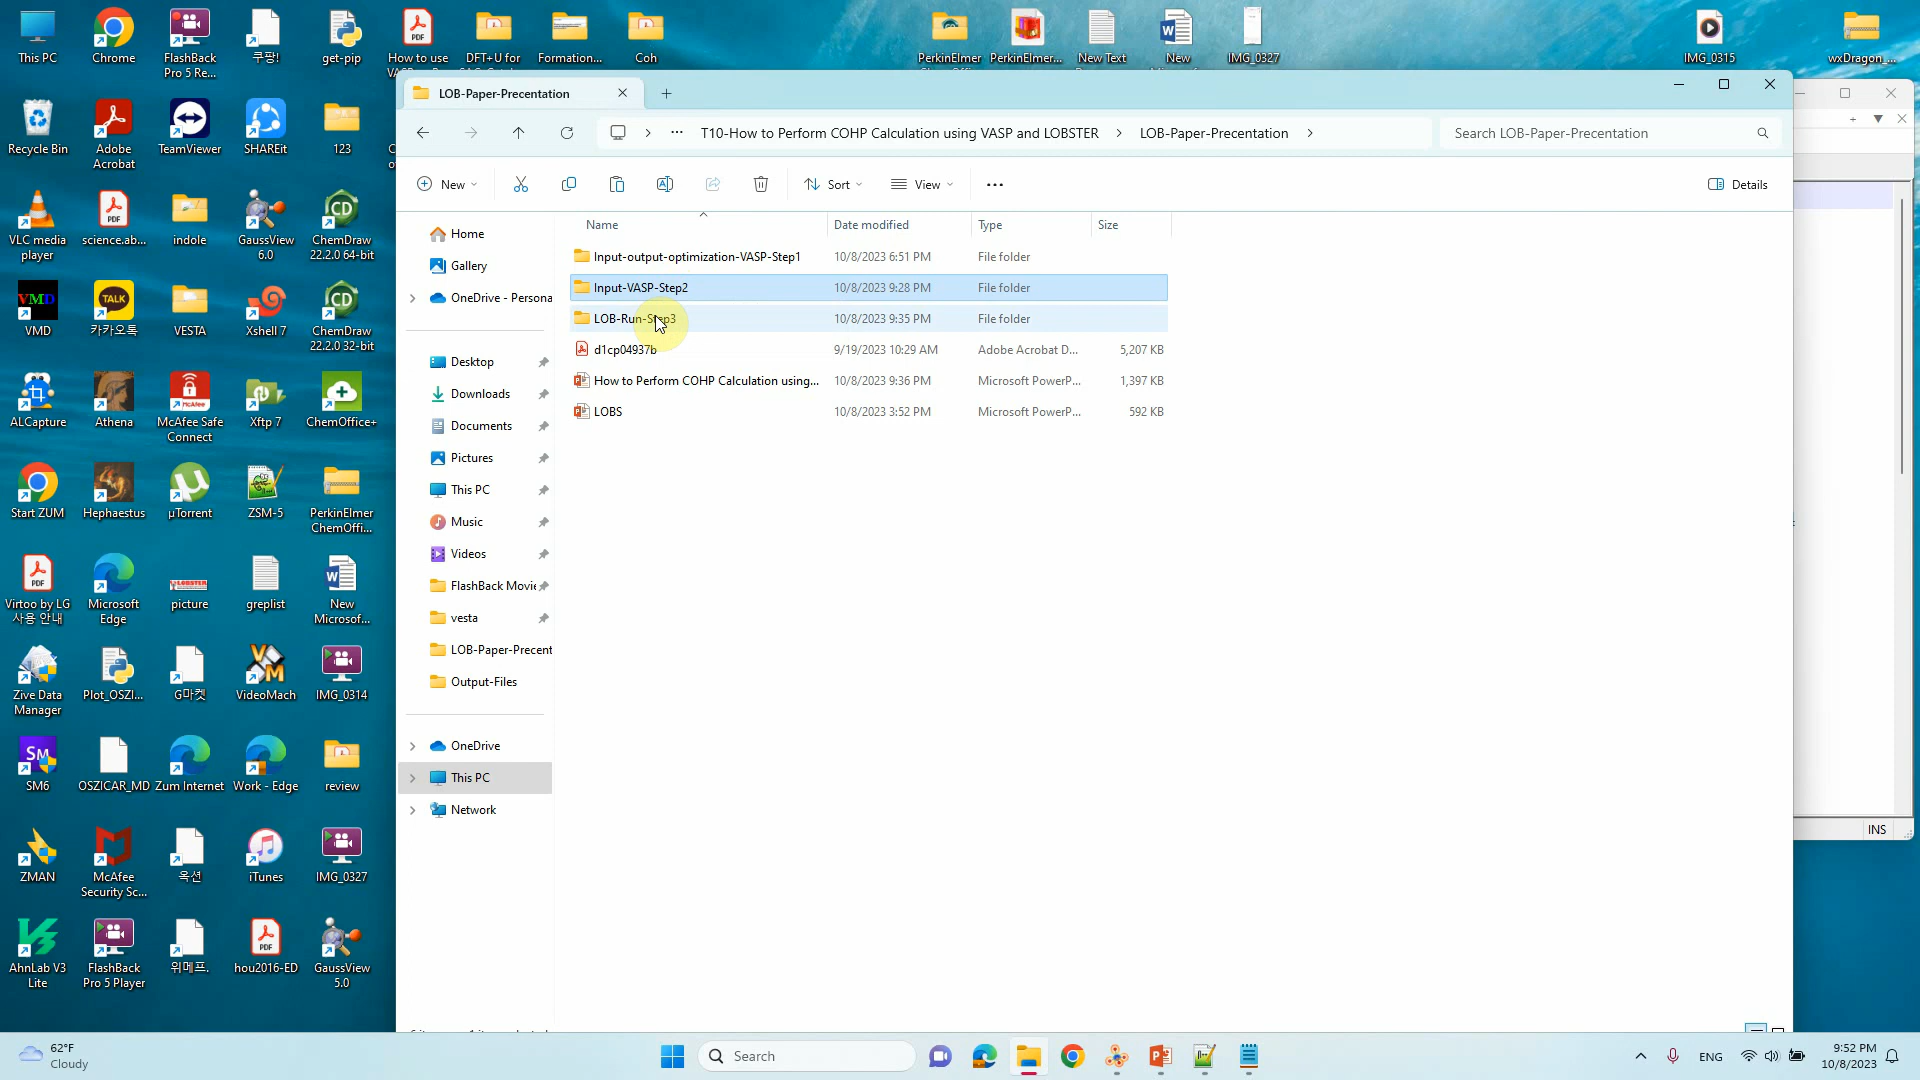 This PC
Chrome
FlashBack
Pro 5 Re...
쿠팡!
get-pip
How to use
DFT+U for
Formation...
Coh
PerkinElmer
PerkinElmer...
New Text
New
IMG_0327
IMG_0315
wxDragon_...
Recycle Bin
Adobe
Acrobat
TeamViewer
SHAREit
123
VLC media
player
science.ab...
indole
GaussView
6.0
ChemDraw
22.2.0 64-bit
VMD
카카오톡
VESTA
Xshell 7
ChemDraw
22.2.0 32-bit
ALCapture
Athena
McAfee Safe
Connect
Xftp 7
ChemOffice+
Start ZUM
Hephaestus
µTorrent
ZSM-5
PerkinElmer
ChemOffi...
Virtoo by LG
사용 안내
Microsoft
Edge
picture
greplist
New
Microsof...
Zive Data
Manager
Plot_OSZI...
G마켓
VideoMach
IMG_0314
SM6
OSZICAR_MD
Zum Internet
Work - Edge
review
ZMAN
McAfee
Security Sc...
옥션
iTunes
IMG_0327
AhnLab V3
Lite
FlashBack
Pro 5 Player
위메프.
hou2016-ED
GaussView
5.0
LOB-Paper-Precentation
T10-How to Perform COHP Calculation using VASP and LOBSTER
LOB-Paper-Precentation
Search LOB-Paper-Precentation
New
Sort
View
Details
Home
Gallery
OneDrive - Persona
Desktop
Downloads
Documents
Pictures
This PC
Music
Videos
FlashBack Movie
vesta
LOB-Paper-Precent
Output-Files
OneDrive
This PC
Network
Name Date modified Type Size
Input-output-optimization-VASP-Step1 10/8/2023 6:51 PM File folder
Input-VASP-Step2 10/8/2023 9:28 PM File folder
LOB-Run-Step3 10/8/2023 9:35 PM File folder
d1cp04937b 9/19/2023 10:29 AM Adobe Acrobat D... 5,207 KB
How to Perform COHP Calculation using... 10/8/2023 9:36 PM Microsoft PowerP... 1,397 KB
LOBS 10/8/2023 3:52 PM Microsoft PowerP... 592 KB
INS
62°F
Cloudy
Search
ENG
9:52 PM
10/8/2023